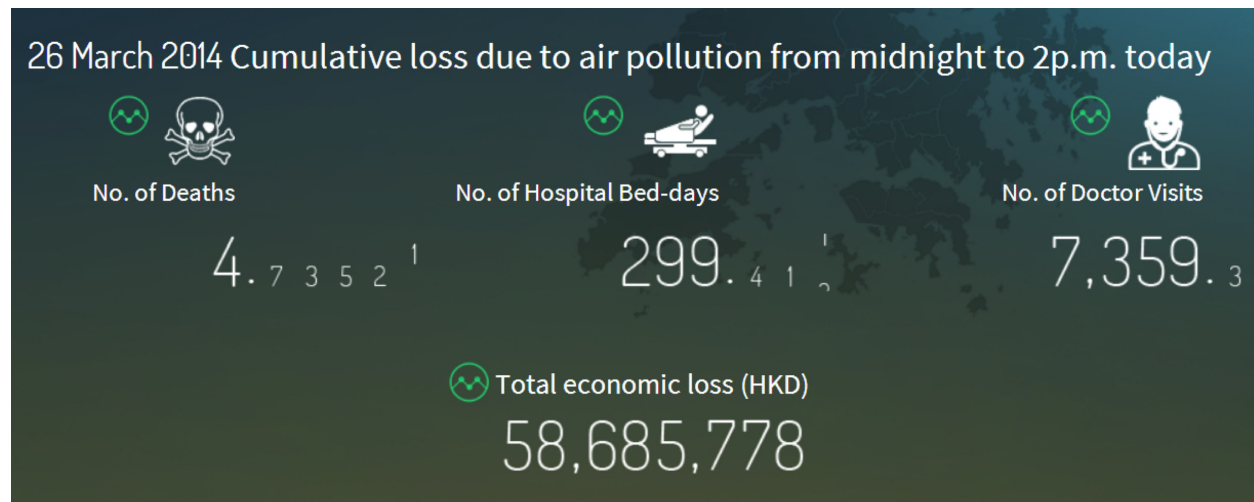 26 March 2014 Cumulative loss due to air pollution from midnight to 2p.m. today
No. of Deaths
No. of Hospital Bed-days
No. of Doctor Visits
4.7352
299.41
7,359.3
Total economic loss (HKD)
58,685,778